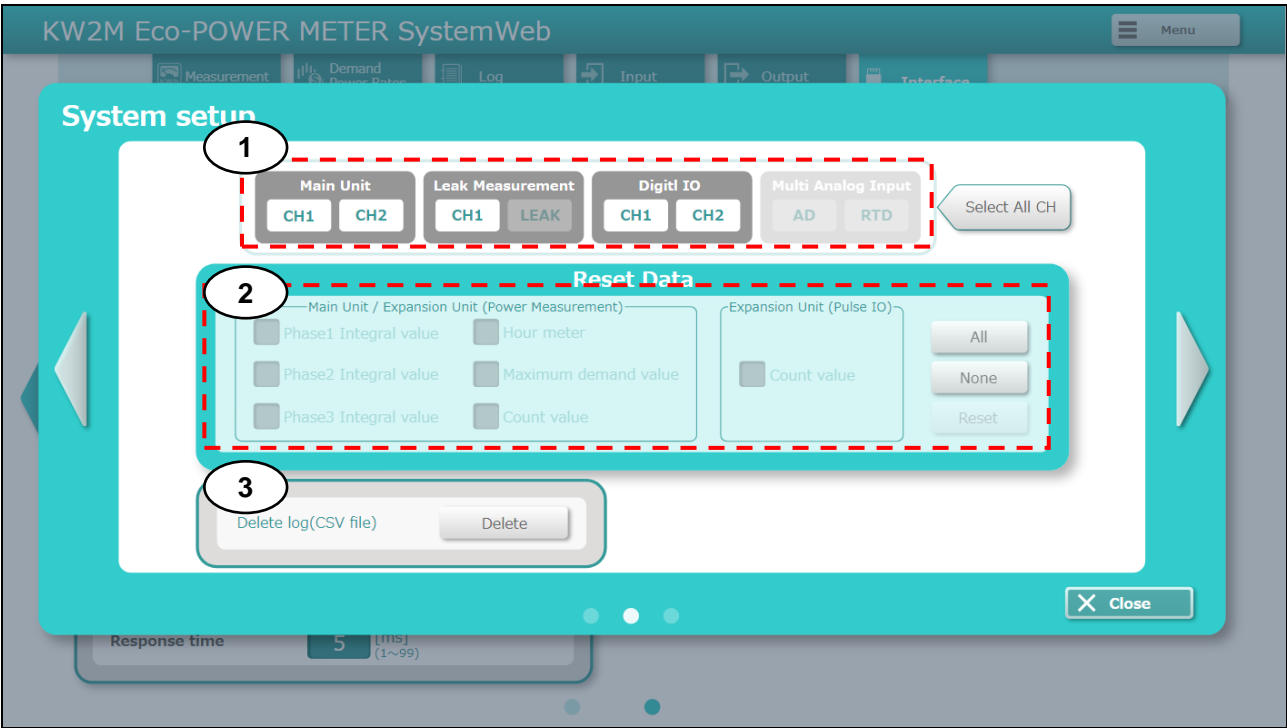 KW2M Eco-POWER METER SystemWeb
Menu
Measurement
Demand
Power Rates
Log
Input
Output
Interface
System setup
1
Main Unit
CH1 CH2
Leak Measurement
CH1 LEAK
Digitl IO
CH1 CH2
Multi Analog Input
AD RTD
Select All CH
Reset Data
2
Main Unit / Expansion Unit (Power Measurement)
Phase1 Integral value
Hour meter
Phase2 Integral value
Maximum demand value
Phase3 Integral value
Count value
Expansion Unit (Pulse IO)
Count value
All
None
Reset
3
Delete log(CSV file)
Delete
Close
Response time
5
[ms]
(1~99)